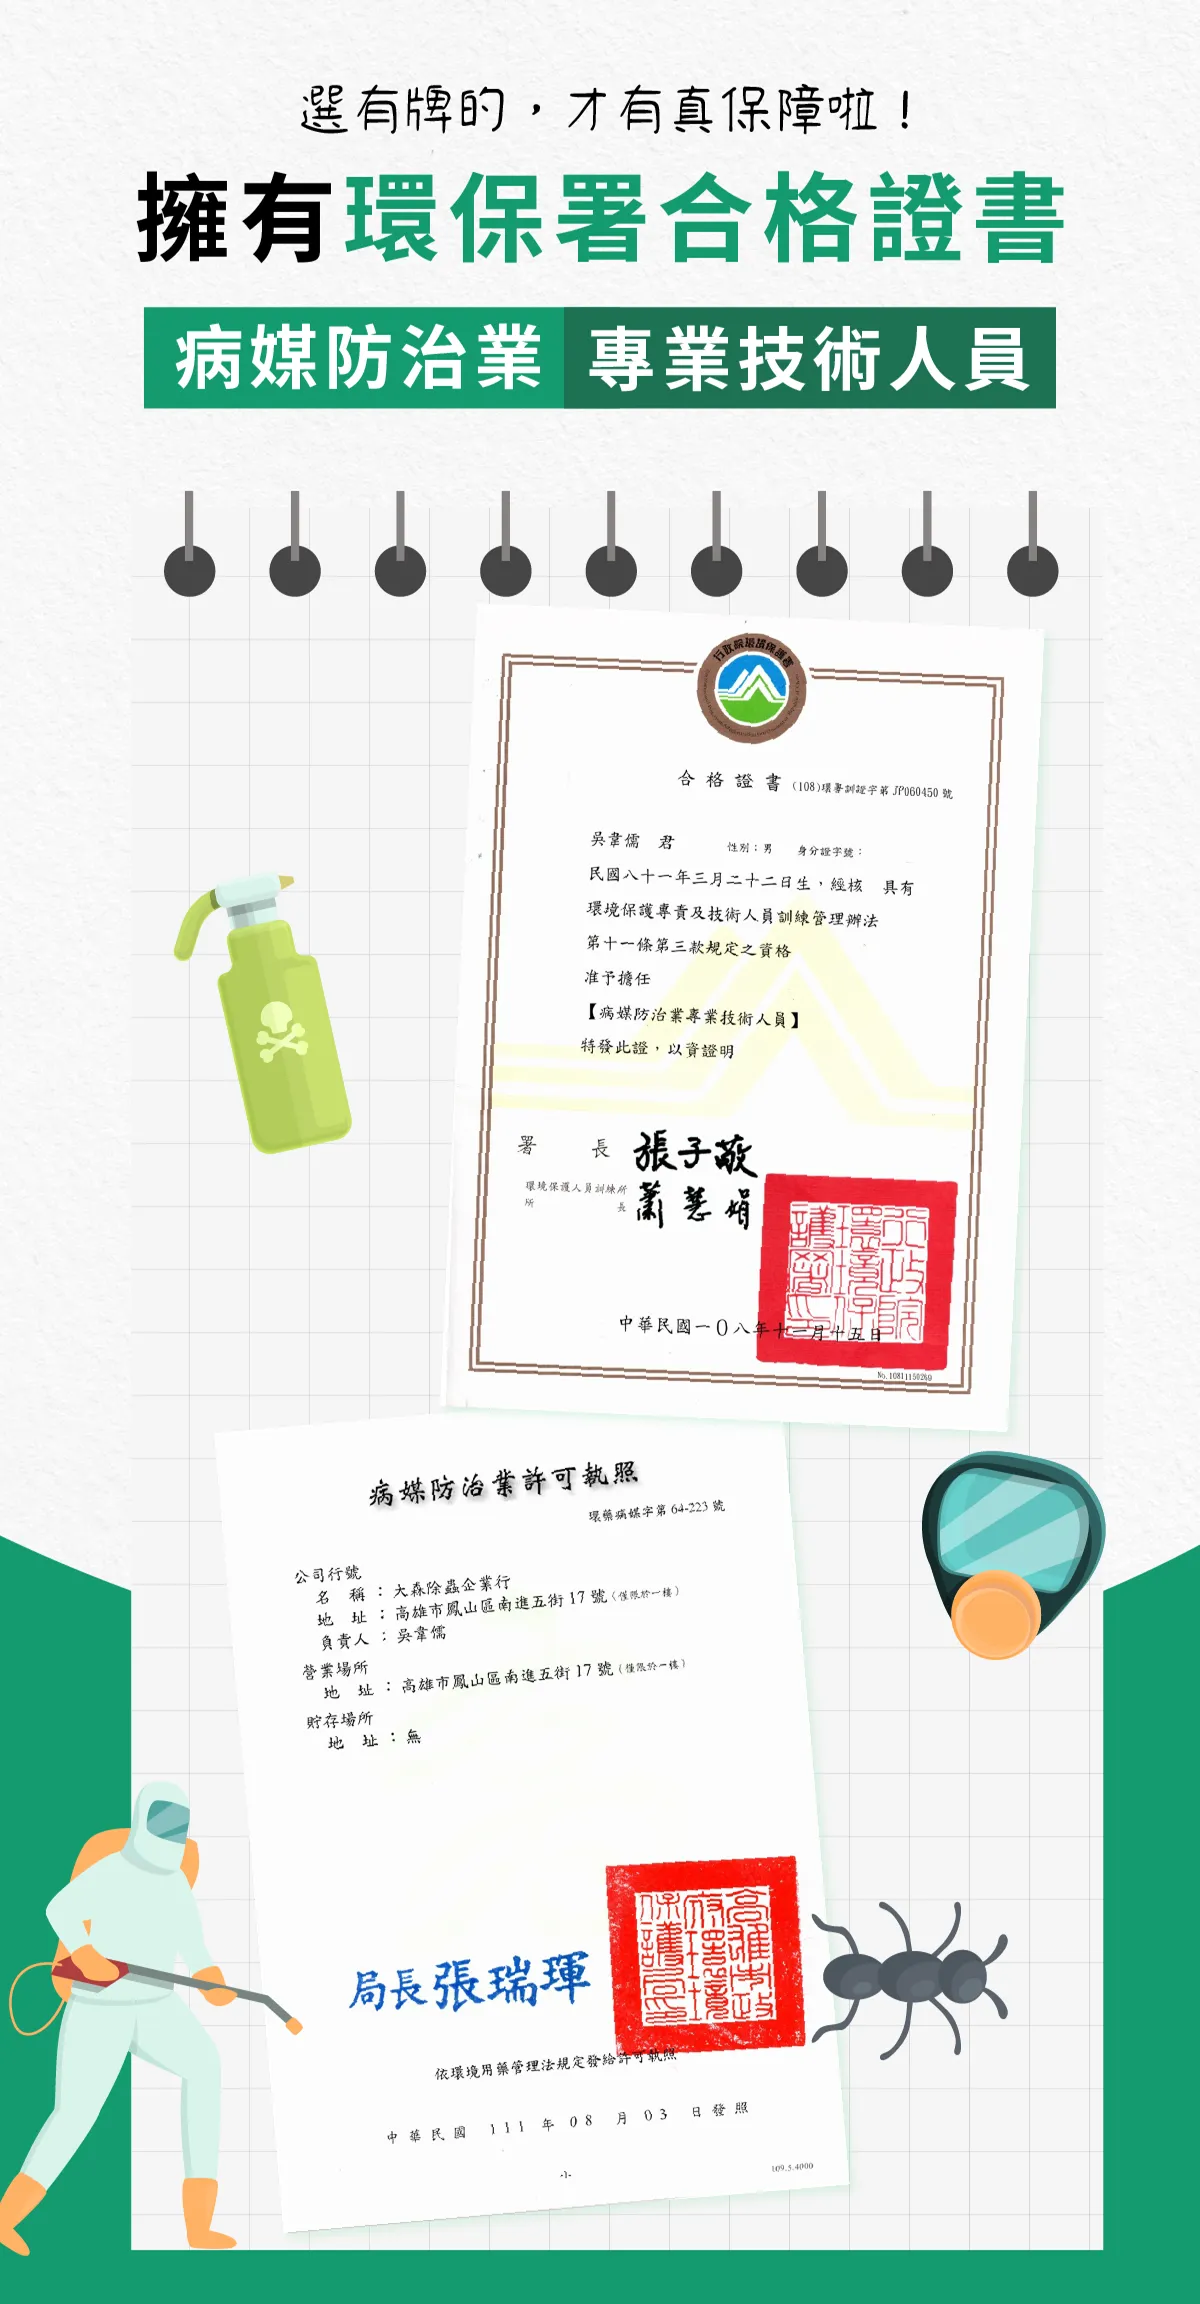 選有牌的，才有真保障啦！
擁有環保署合格證書
病媒防治業 專業技術人員
行政院環境保護署
合格證書 (108)環署訓證字第JP060450號
吳韋儒 君 性別：男 身分證字號：
民國八十一年三月二十二日生，經核 具有
環境保護專責及技術人員訓練管理辦法
第十一條第三款規定之資格
准予擔任
【病媒防治業專業技術人員】
特發此證，以資證明
署 長 張子敬
環境保護人員訓練所
所 長 蕭慧娟
行政院環境保護署印
中華民國一0八年十一月十五日
No.10811150269
病媒防治業許可執照
環藥病媒字第64-223號
公司行號
名 稱：大森除蟲企業行
地 址：高雄市鳳山區南進五街17號（僅限於一樓）
負責人：吳韋儒
營業場所
地 址：高雄市鳳山區南進五街17號（僅限於一樓）
貯存場所
地 址：無
局長張瑞琿
高雄市政府環境保護局印
依環境用藥管理法規定發給許可執照
中華民國 111 年 08 月 03 日發照
109.5.4000